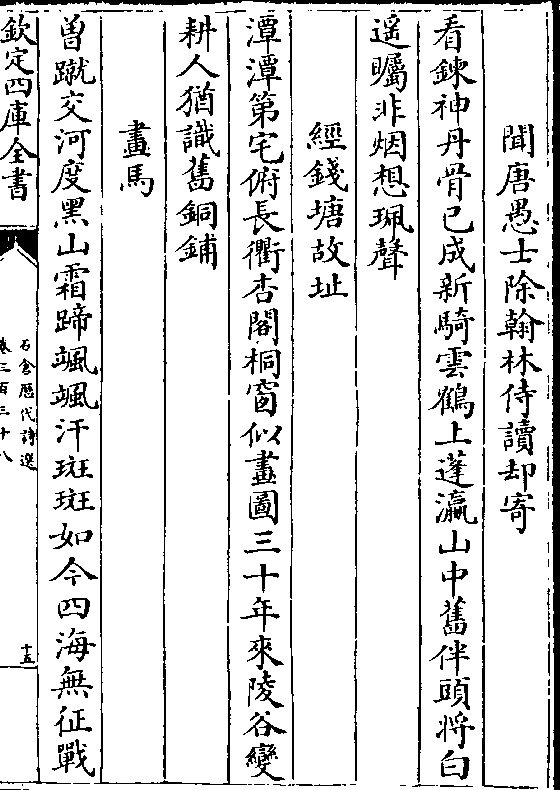 聞唐愚士除翰林侍讀却寄
看鍊神丹骨已成新騎雲鶴上蓬瀛山中舊伴頭將白
遥矚非烟想珮聲
經錢塘故址
潭潭第宅俯長衢杏閣桐窗似畫圖三十年來陵谷變
耕人猶識舊銅鋪
畫馬
曽蹴交河度黑山霜蹄颯颯汗斑斑如今四海無征戰
欽定四庫全書
石倉歷代詩選
卷三百三十八
十五